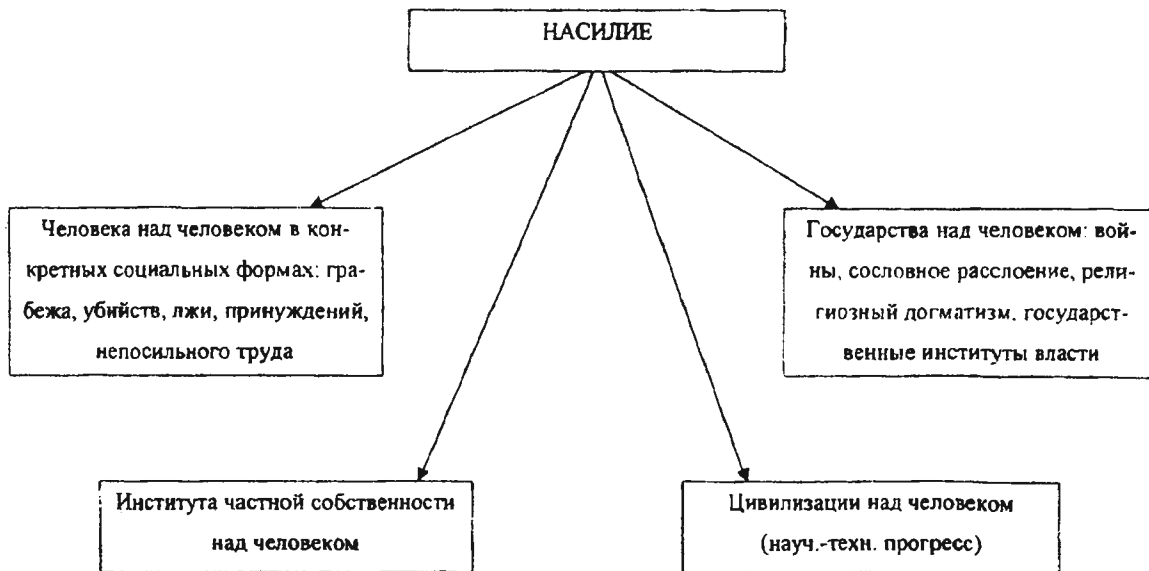 НАСИЛИЕ
Человека над человеком в кон-
кретных социальных формах: гра-
бежа, убийств, лжи, принуждений,
непосильного труда
Государства над человеком: вой-
ны, сословное расслоение, рели-
гиозный догматизм, государст-
венные институты власти
Института частной собственности
над человеком
Цивилизации над человеком
(науч.-техн. прогресс)